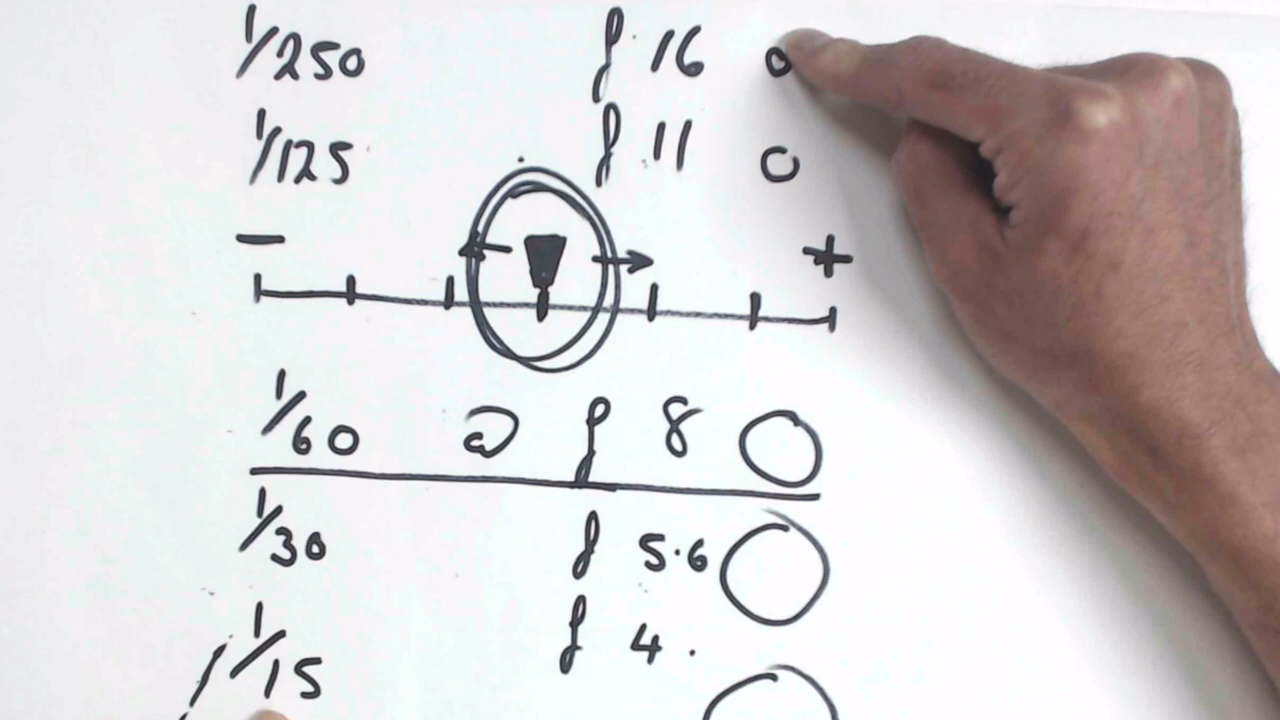 1/250 f 16
1/125 f 11
- +
1/60 @ f 8
1/30 f 5.6
1/15 f 4.